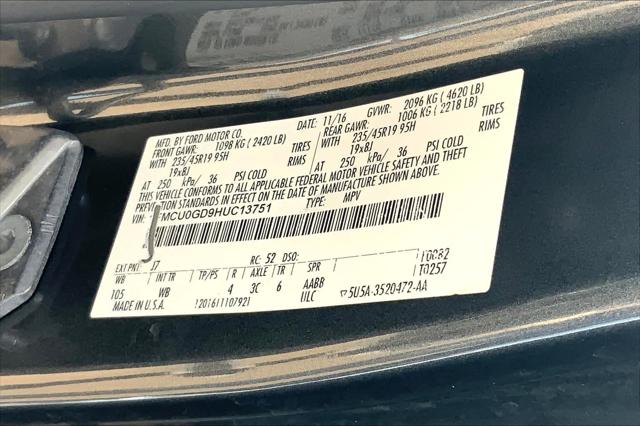 MFD. BY FORD MOTOR CO.
DATE: 11/16 GVWR: 2096 KG ( 4620 LB)
FRONT GAWR: 1098 KG ( 2420 LB) REAR GAWR: 1006 KG ( 2218 LB)
WITH 235/45R19 95H TIRES WITH 235/45R19 95H TIRES
19x8J RIMS 19x8J RIMS
AT 250 kPa/ 36 PSI COLD AT 250 kPa/ 36 PSI COLD
THIS VEHICLE CONFORMS TO ALL APPLICABLE FEDERAL MOTOR VEHICLE SAFETY AND THEFT
PREVENTION STANDARDS IN EFFECT ON THE DATE OF MANUFACTURE SHOWN ABOVE.
VIN: FMCU0GD9HUC13751 TYPE: MPV
EXT PNT: J7 RC: 52 DSO:
WB INT TR TP/PS R AXLE TR SPR
105 WB 4 3C 6 AABB
ULC
T0257
MADE IN U.S.A. 5U5A-3520472-AA